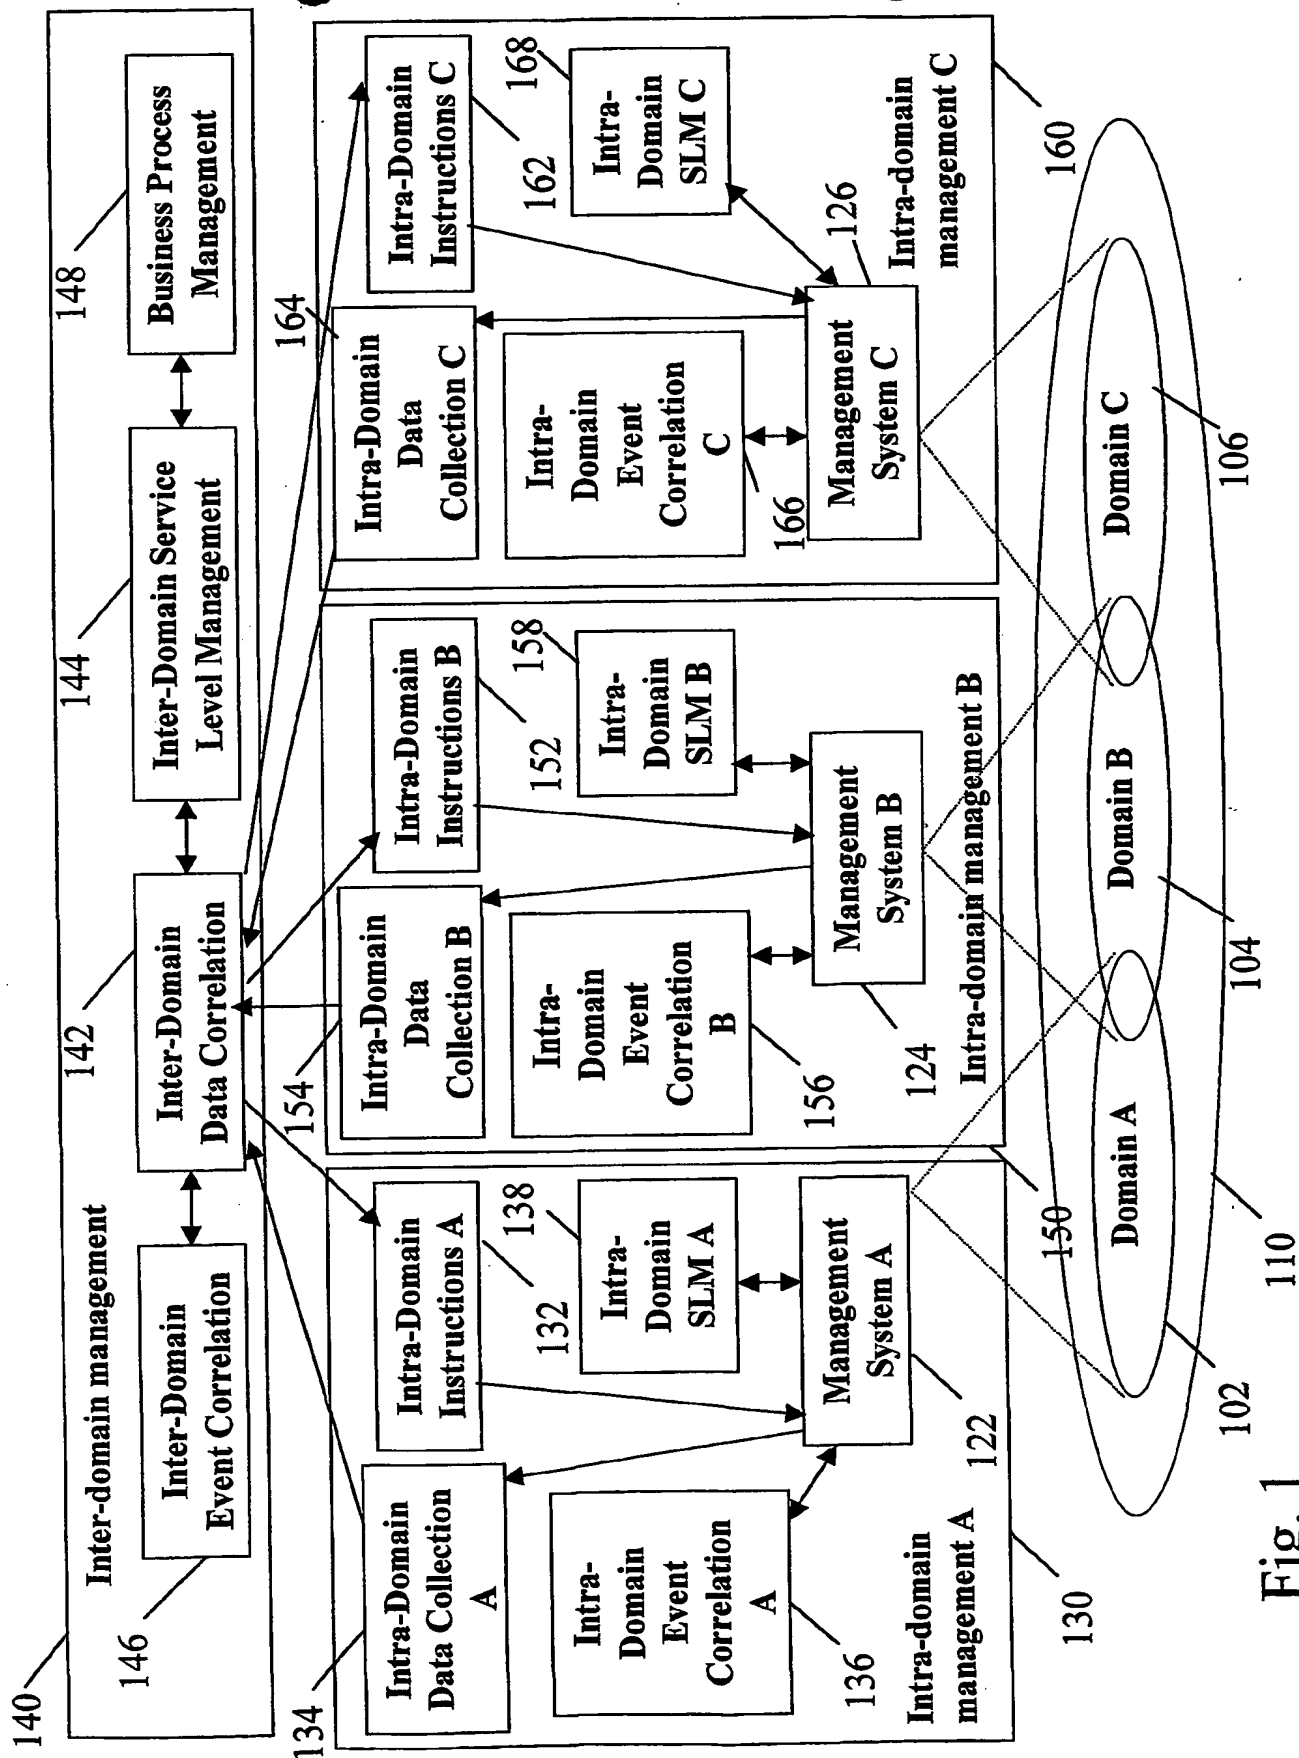 140
Inter-domain management
146
Inter-Domain
Event Correlation
142
Inter-Domain
Data Correlation
144
Inter-Domain Service
Level Management
148
Business Process
Management
134
Intra-Domain
Data Collection
A
Intra-Domain
Instructions A
132
138
Intra-
Domain
SLM A
Intra-
Domain
Event
Correlation
A
136
Management
System A
122
Intra-domain
management A
130
154
Intra-Domain
Data
Collection B
Intra-Domain
Instructions B
152
158
Intra-
Domain
SLM B
Intra-
Domain
Event
Correlation
B
156
Management
System B
124
Intra-domain management B
150
164
Intra-Domain
Data
Collection C
Intra-Domain
Instructions C
162
168
Intra-
Domain
SLM C
Intra-
Domain
Event
Correlation
C
166
Management
System C
126
Intra-domain
management C
160
Domain A
Domain B
Domain C
102
110
104
106
Fig. 1